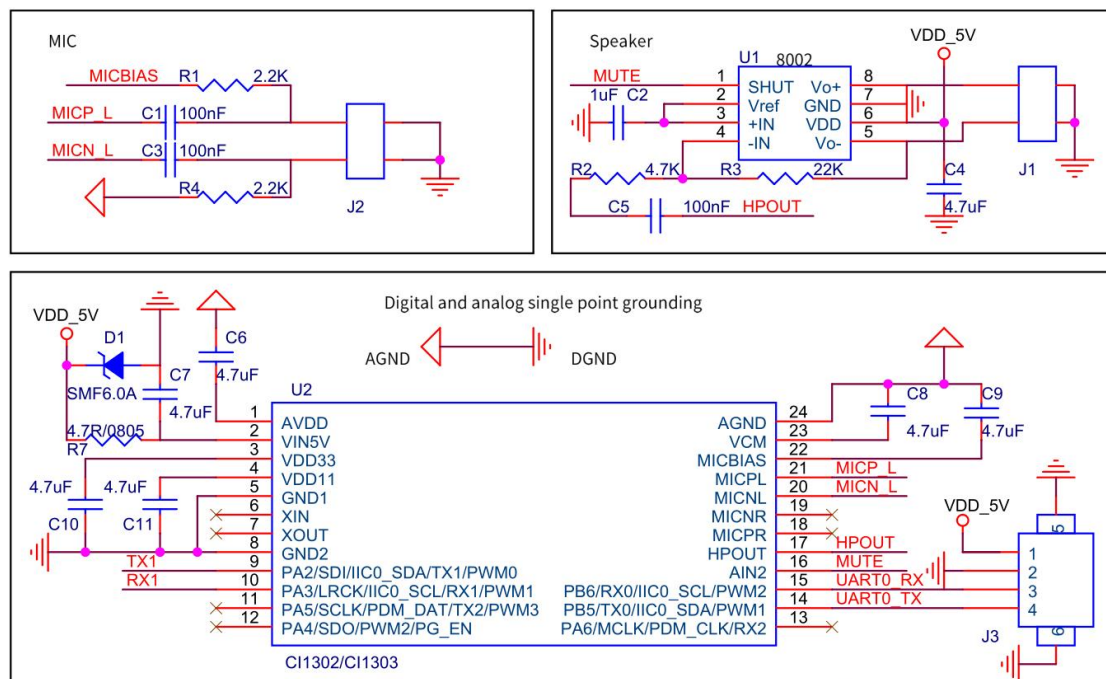 MIC
MICBIAS R1 2.2K
MICP_L C1 100nF
MICN_L C3 100nF
R4 2.2K
J2
Speaker
VDD_5V
U1 8002
MUTE 1 SHUT Vo+ 8
1uF C2 2 Vref GND 7
3 +IN VDD 6
4 -IN Vo- 5
R2 4.7K R3 22K C4 J1
C5 100nF HPOUT 4.7uF
Digital and analog single point grounding
VDD_5V
D1 C6
AGND DGND
SMF6.0A C7 4.7uF
4.7uF
4.7R/0805
R7
U2
C8 C9
4.7uF 4.7uF
1 AVDD AGND 24
2 VIN5V VCM 23
3 VDD33 MICBIAS 22
4 VDD11 MICPL 21 MICP_L
5 GND1 MICNL 20 MICN_L
6 XIN MICNR 19
7 XOUT MICPR 18
8 GND2 HPOUT 17 HPOUT
TX1 9 PA2/SDI/IIC0_SDA/TX1/PWM0 AIN2 16 MUTE
RX1 10 PA3/LRCK/IIC0_SCL/RX1/PWM1 PB6/RX0/IIC0_SCL/PWM2 15 UART0_RX
11 PA5/SCLK/PDM_DAT/TX2/PWM3 PB5/TX0/IIC0_SDA/PWM1 14 UART0_TX
12 PA4/SDO/PWM2/PG_EN PA6/MCLK/PDM_CLK/RX2 13
4.7uF 4.7uF
C10 C11
CI1302/CI1303
VDD_5V
5
1
2
3
4
6
J3